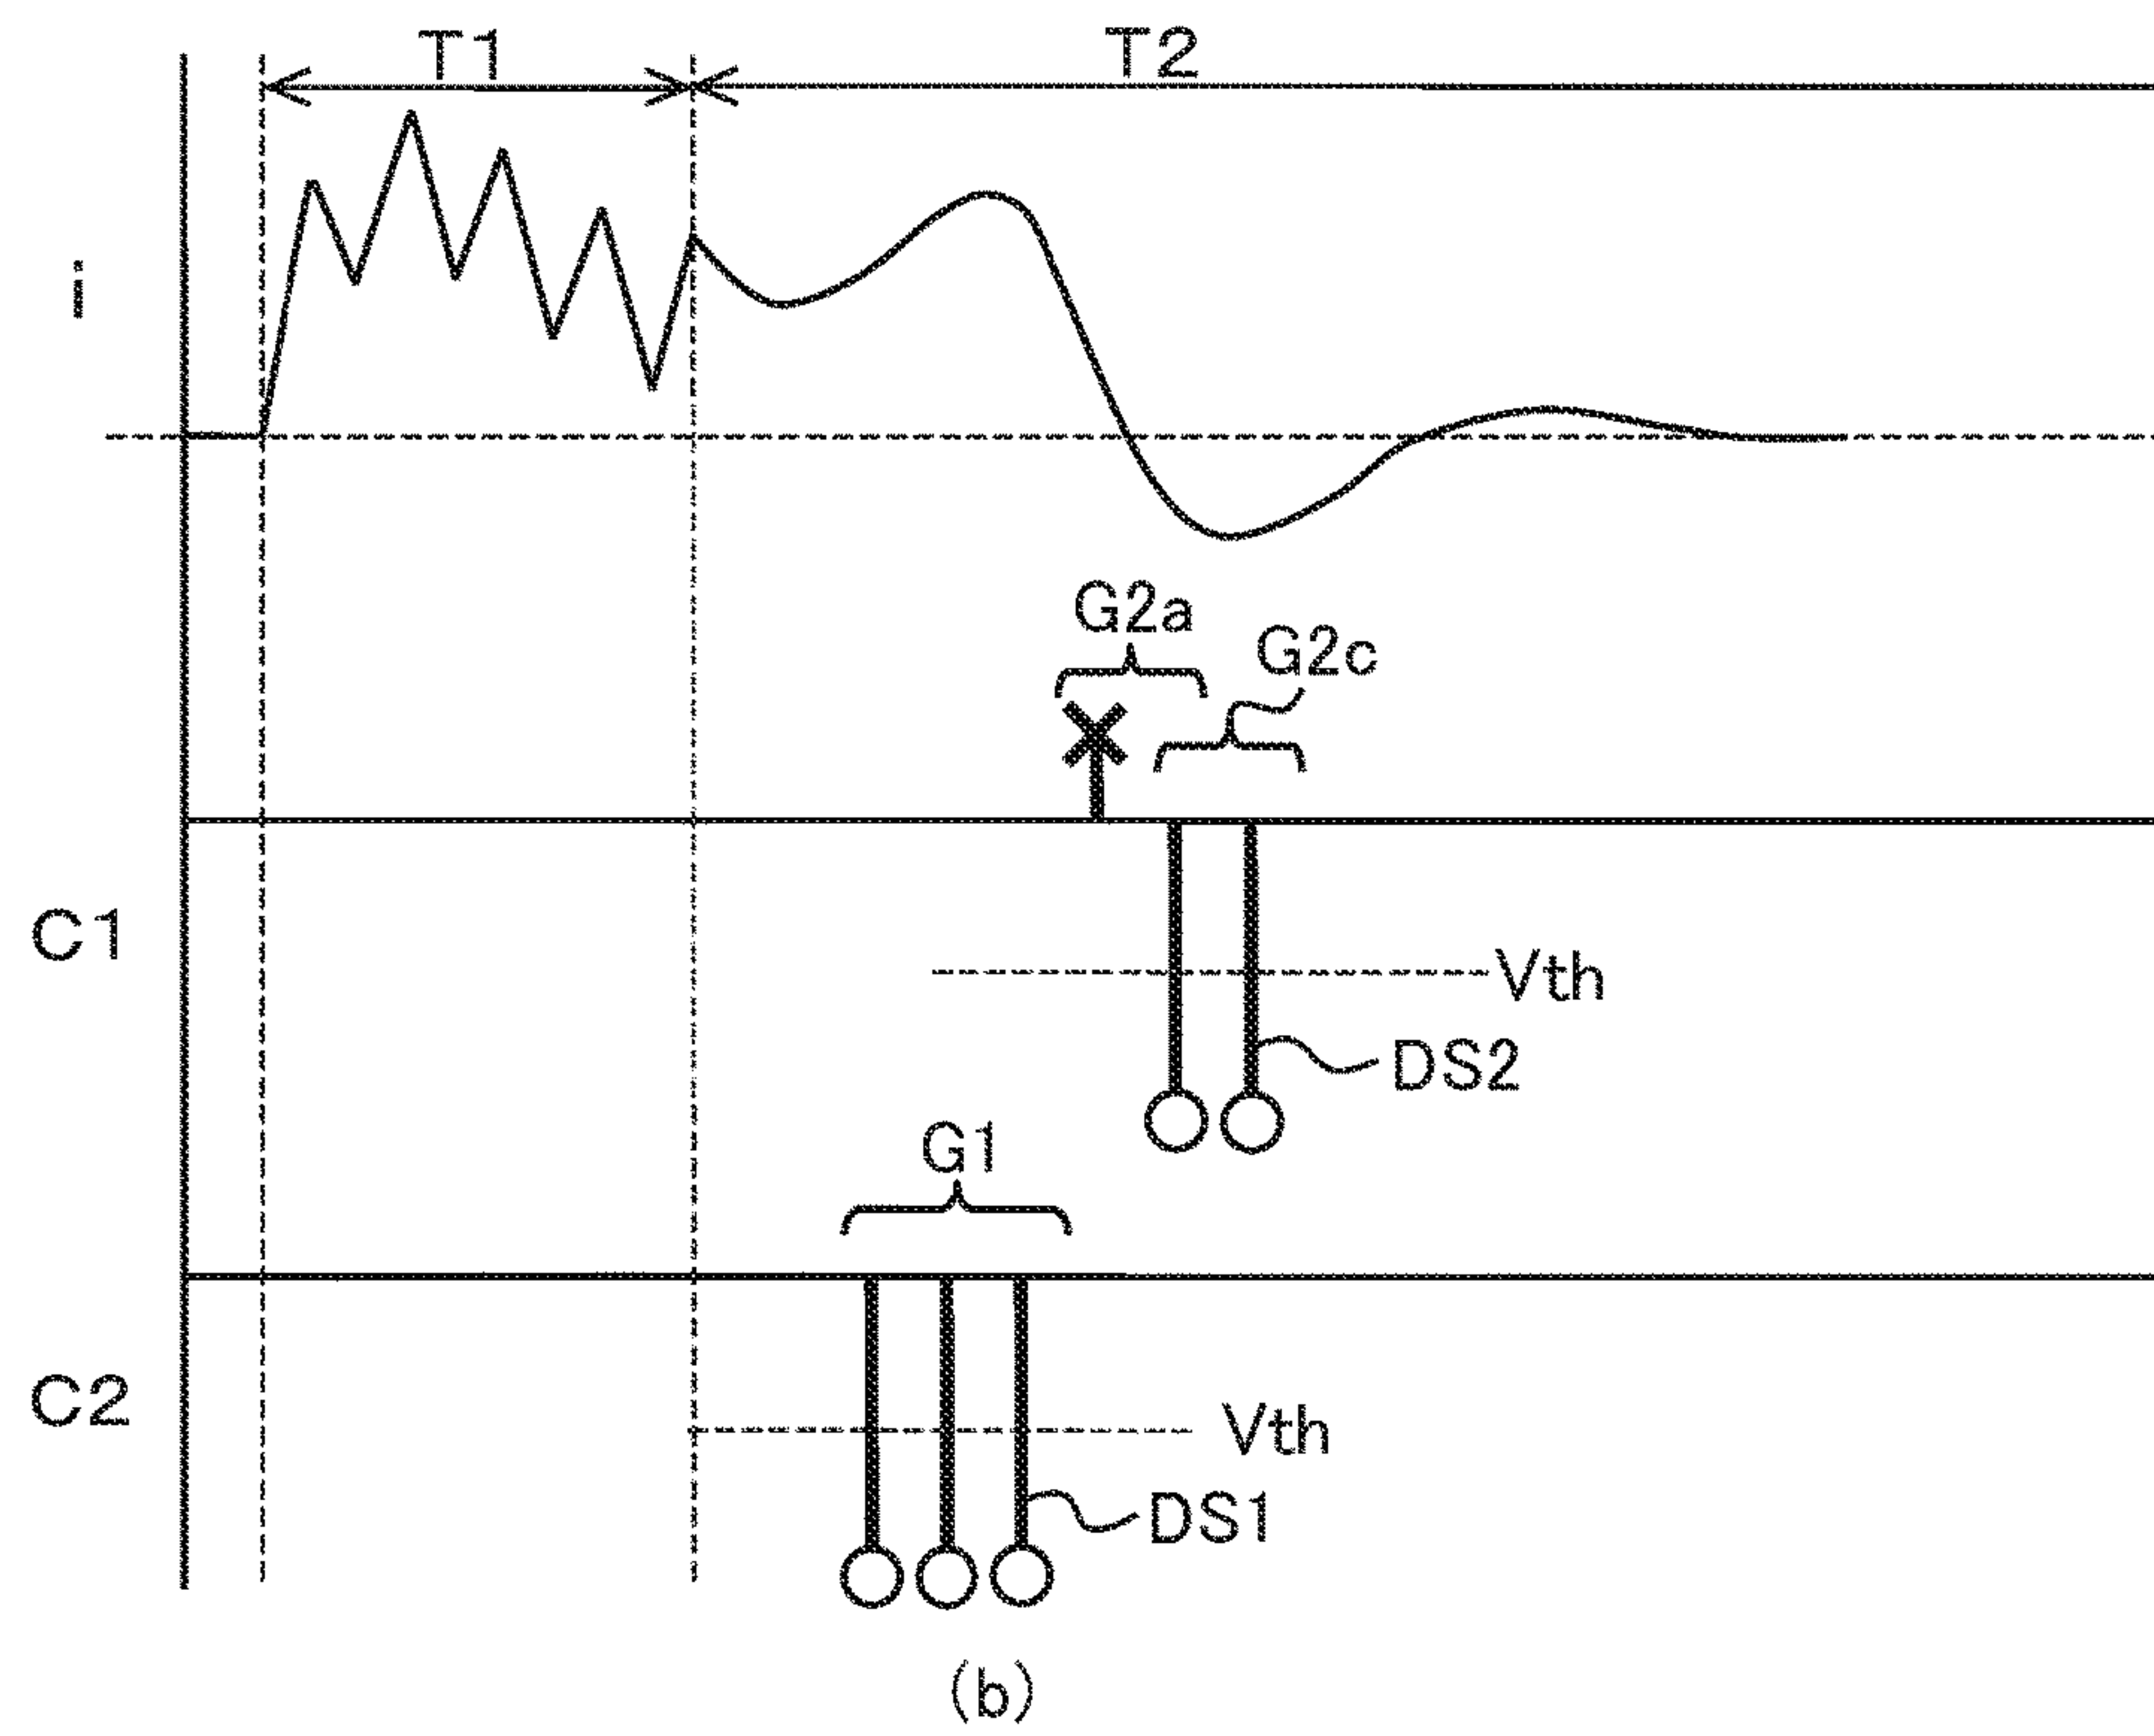 T1 T2
i
G2a
G2c
C1
Vth
DS2
G1
C2
Vth
DS1
(b)